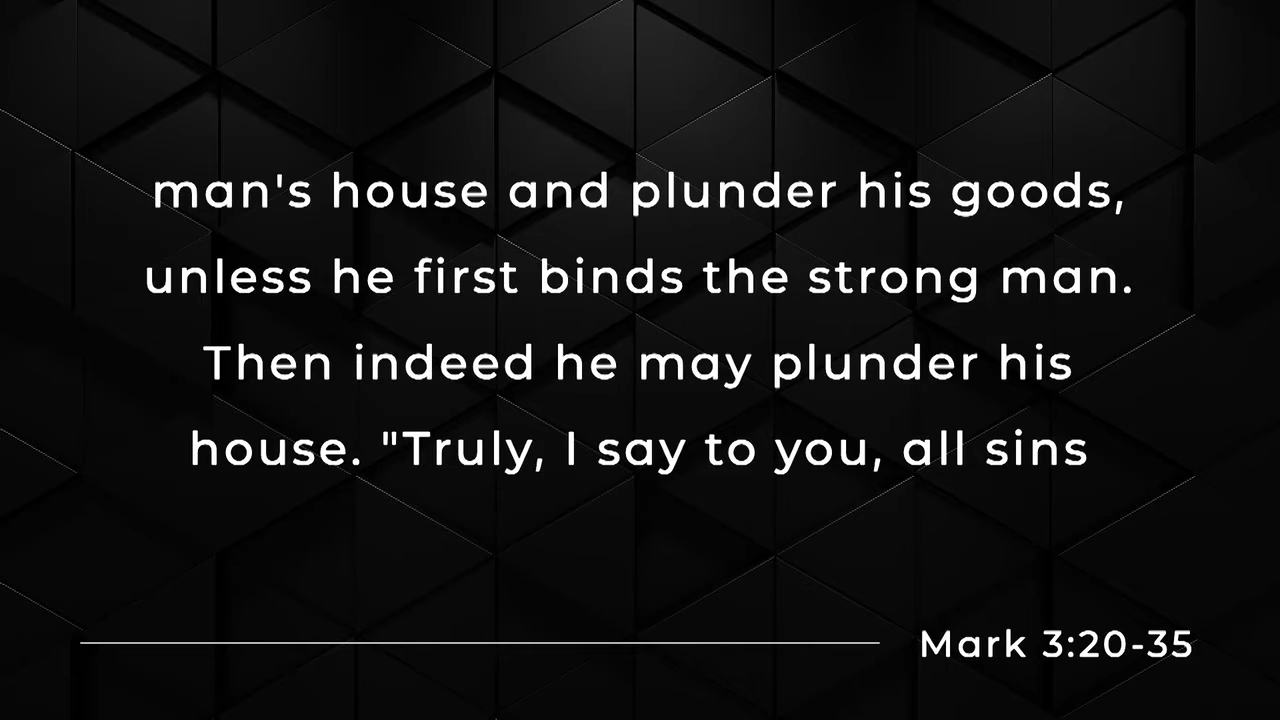 man's house and plunder his goods,
unless he first binds the strong man.
Then indeed he may plunder his
house. "Truly, I say to you, all sins
Mark 3:20-35